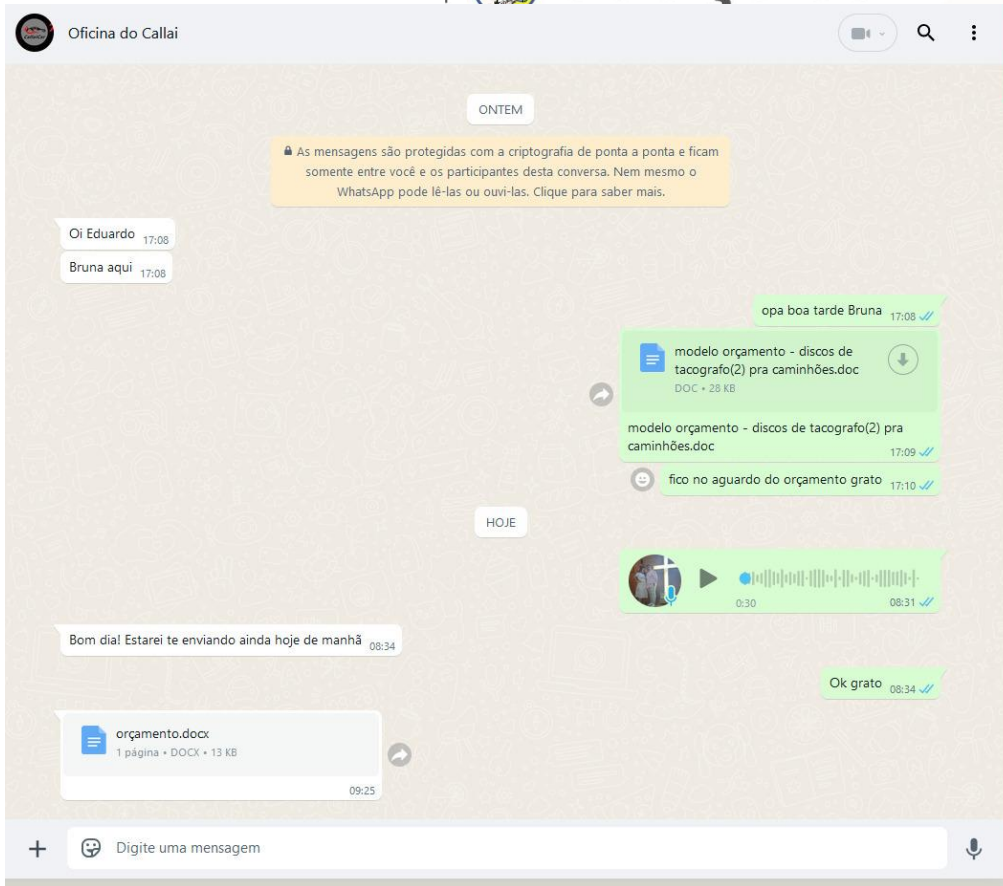 Oficina do Callai
ONTEM
As mensagens são protegidas com a criptografia de ponta a ponta e ficam
somente entre você e os participantes desta conversa. Nem mesmo o
WhatsApp pode lê-las ou ouvi-las. Clique para saber mais.
Oi Eduardo 17:08
Bruna aqui 17:08
opa boa tarde Bruna 17:08
modelo orçamento - discos de
tacografo(2) pra caminhões.doc
DOC • 28 KB
modelo orçamento - discos de tacografo(2) pra
caminhões.doc
17:09
fico no aguardo do orçamento grato 17:10
HOJE
0:30 08:31
Bom dia! Estarei te enviando ainda hoje de manhã 08:34
Ok grato 08:34
orçamento.docx
1 página • DOCX • 13 KB
09:25
Digite uma mensagem